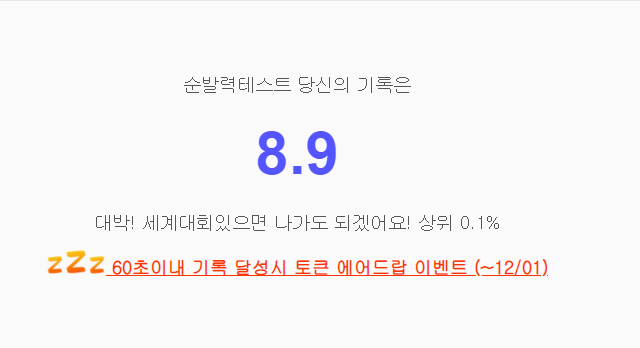 순발력테스트 당신의 기록은
8.9
대박! 세계대회있으면 나가도 되겠어요! 상위 0.1%
zZz 60초이내 기록 달성시 토큰 에어드랍 이벤트 (~12/01)